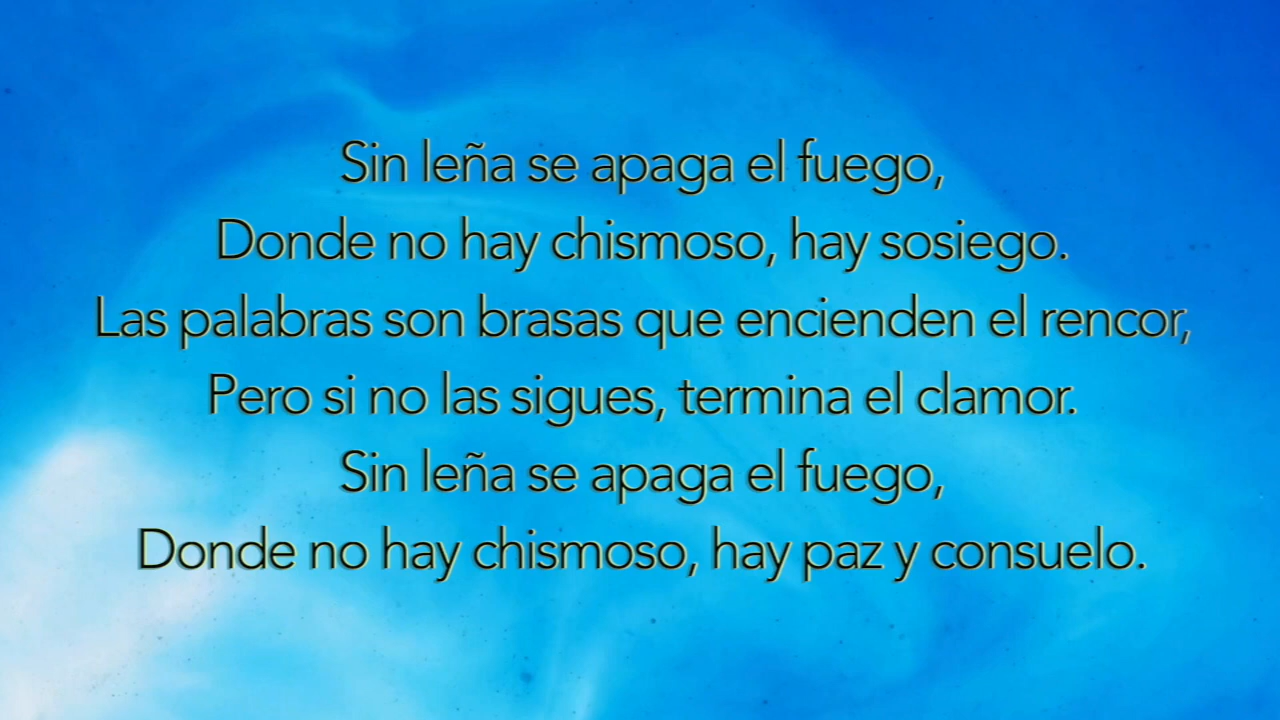 Sin leña se apaga el fuego,
Donde no hay chismoso, hay sosiego.
Las palabras son brasas que encienden el rencor,
Pero si no las sigues, termina el clamor.
Sin leña se apaga el fuego,
Donde no hay chismoso, hay paz y consuelo.